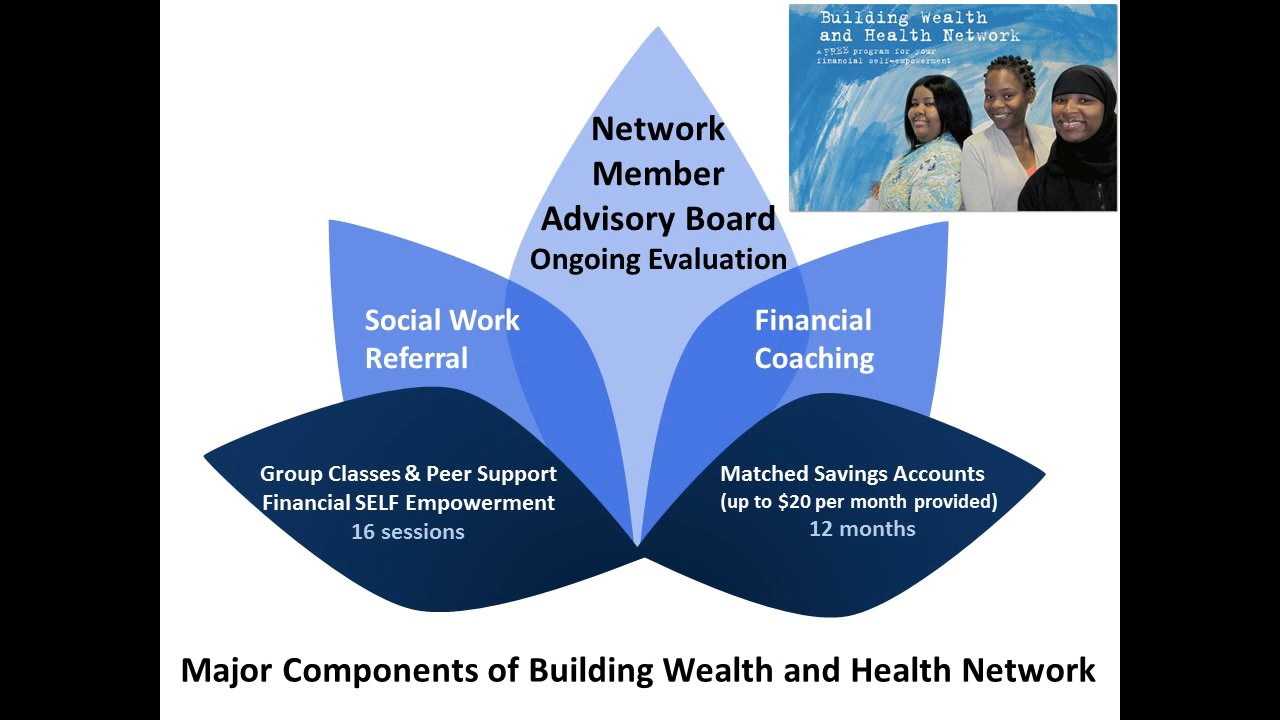 Building Wealth
and Health Network
A FREE program for your
financial self-empowerment
Network
Member
Advisory Board
Ongoing Evaluation
Social Work
Referral
Financial
Coaching
Group Classes & Peer Support
Financial SELF Empowerment
16 sessions
Matched Savings Accounts
(up to $20 per month provided)
12 months
Major Components of Building Wealth and Health Network